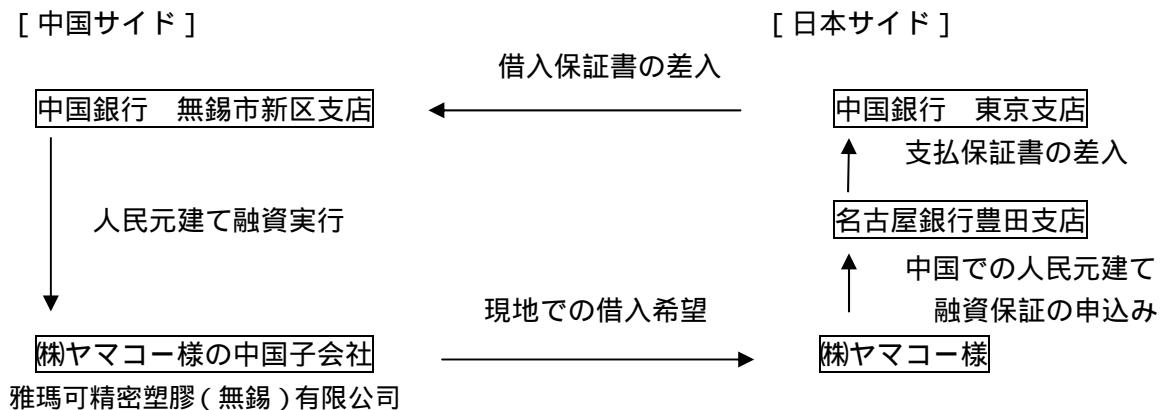 [ 中国サイド ]
[ 日本サイド ]
借入保証書の差入
中国銀行　無錫市新区支店
中国銀行　東京支店
支払保証書の差入
人民元建て融資実行
名古屋銀行豊田支店
中国での人民元建て
融資保証の申込み
現地での借入希望
㈱ヤマコー様の中国子会社
㈱ヤマコー様
雅瑪可精密塑膠 ( 無錫 ) 有限公司